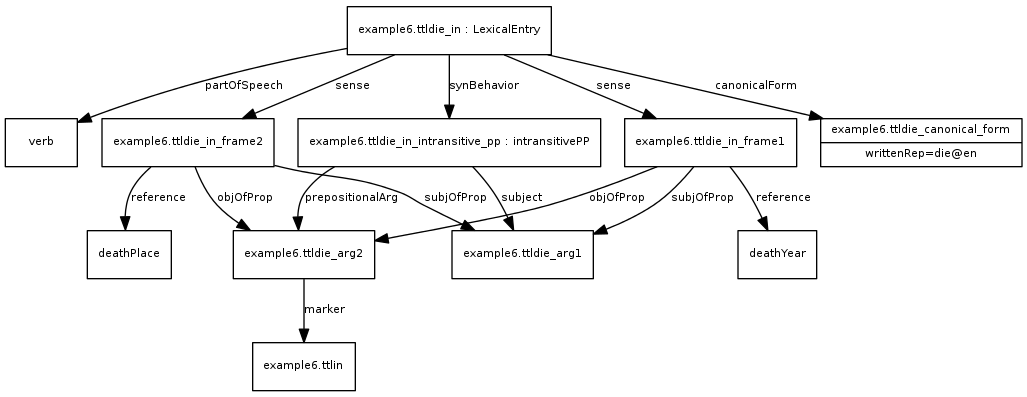 example6.ttldie_in : LexicalEntry
partOfSpeech
sense
synBehavior
sense
canonicalForm
verb
example6.ttldie_in_frame2
example6.ttldie_in_intransitive_pp : intransitivePP
example6.ttldie_in_frame1
example6.ttldie_canonical_form
writtenRep=die@en
reference
objOfProp
prepositionalArg
subjOfProp
subject
objOfProp
subjOfProp
reference
deathPlace
example6.ttldie_arg2
example6.ttldie_arg1
deathYear
marker
example6.ttlin